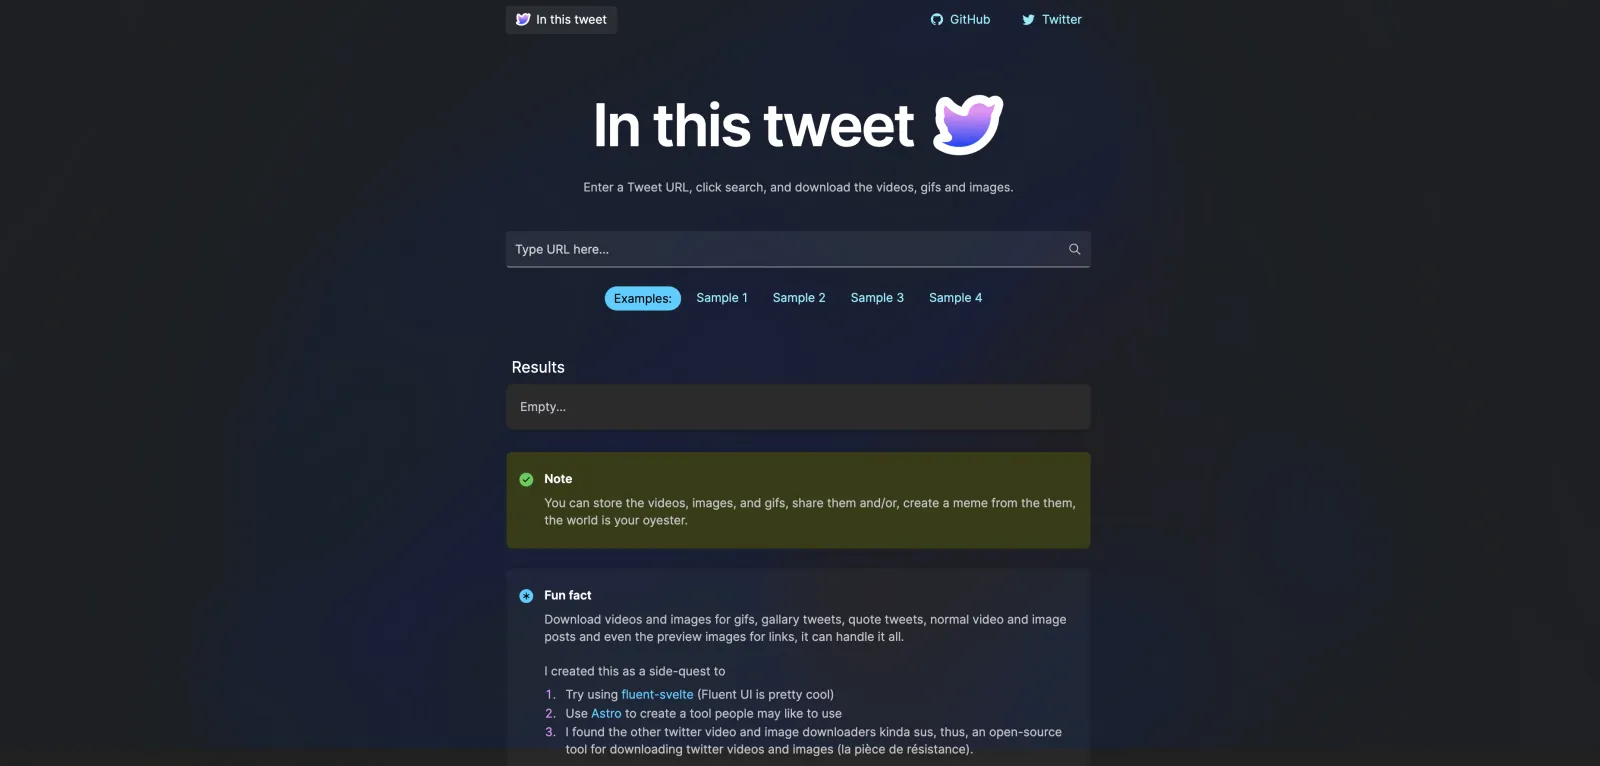 In this tweet
GitHub
Twitter
In this tweet
Enter a Tweet URL, click search, and download the videos, gifs and images.
Type URL here...
Examples:
Sample 1
Sample 2
Sample 3
Sample 4
Results
Empty...
Note
You can store the videos, images, and gifs, share them and/or, create a meme from the them,
the world is your oyester.
Fun fact
Download videos and images for gifs, gallary tweets, quote tweets, normal video and image
posts and even the preview images for links, it can handle it all.
I created this as a side-quest to
1. Try using fluent-svelte (Fluent UI is pretty cool)
2. Use Astro to create a tool people may like to use
3. I found the other twitter video and image downloaders kinda sus, thus, an open-source
tool for downloading twitter videos and images (la pièce de résistance).